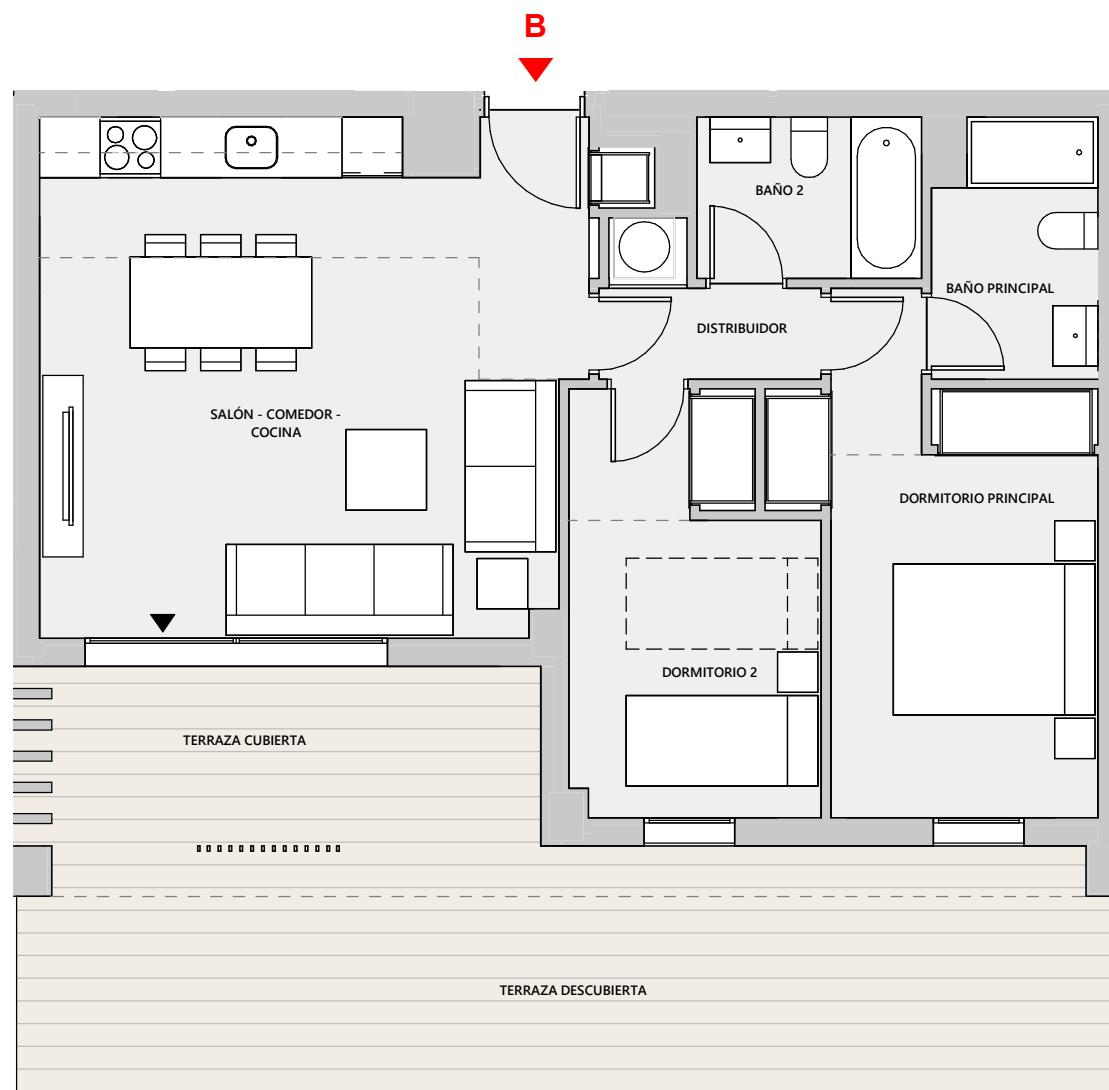 B
BAÑO 2
BAÑO PRINCIPAL
DISTRIBUIDOR
SALÓN - COMEDOR -
COCINA
DORMITORIO PRINCIPAL
DORMITORIO 2
TERRAZA CUBIERTA
TERRAZA DESCUBIERTA